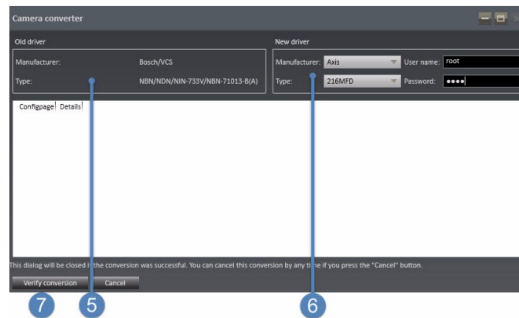 Camera converter
Old driver
New driver
Manufacturer: Bosch/VCS
Manufacturer: Axis User name: root
Type: NBN/NDN/NIN-733V/NBN-71013-B(A)
Type: 216MFD Password: ●●●●
Configpage Details
This dialog will be closed if the conversion was successful. You can cancel this conversion by any time if you press the "Cancel" button.
Verify conversion Cancel
7 5 6